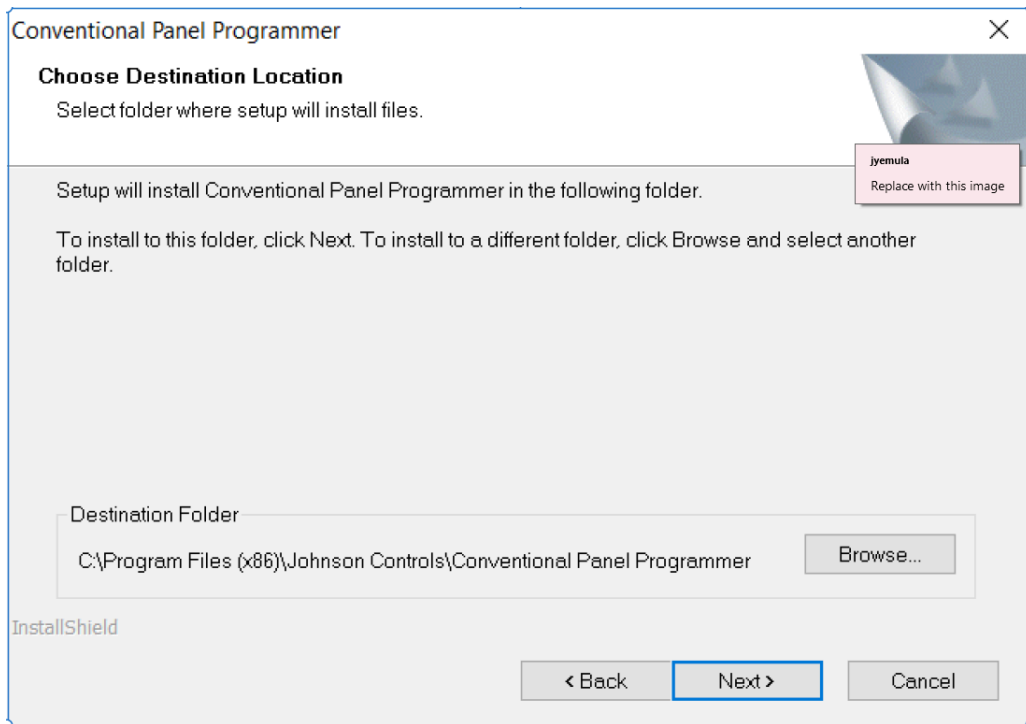 Conventional Panel Programmer
Choose Destination Location
Select folder where setup will install files.
jyemula
Replace with this image
Setup will install Conventional Panel Programmer in the following folder.
To install to this folder, click Next. To install to a different folder, click Browse and select another
folder.
Destination Folder
C:\Program Files (x86)\Johnson Controls\Conventional Panel Programmer
Browse...
InstallShield
< Back
Next >
Cancel